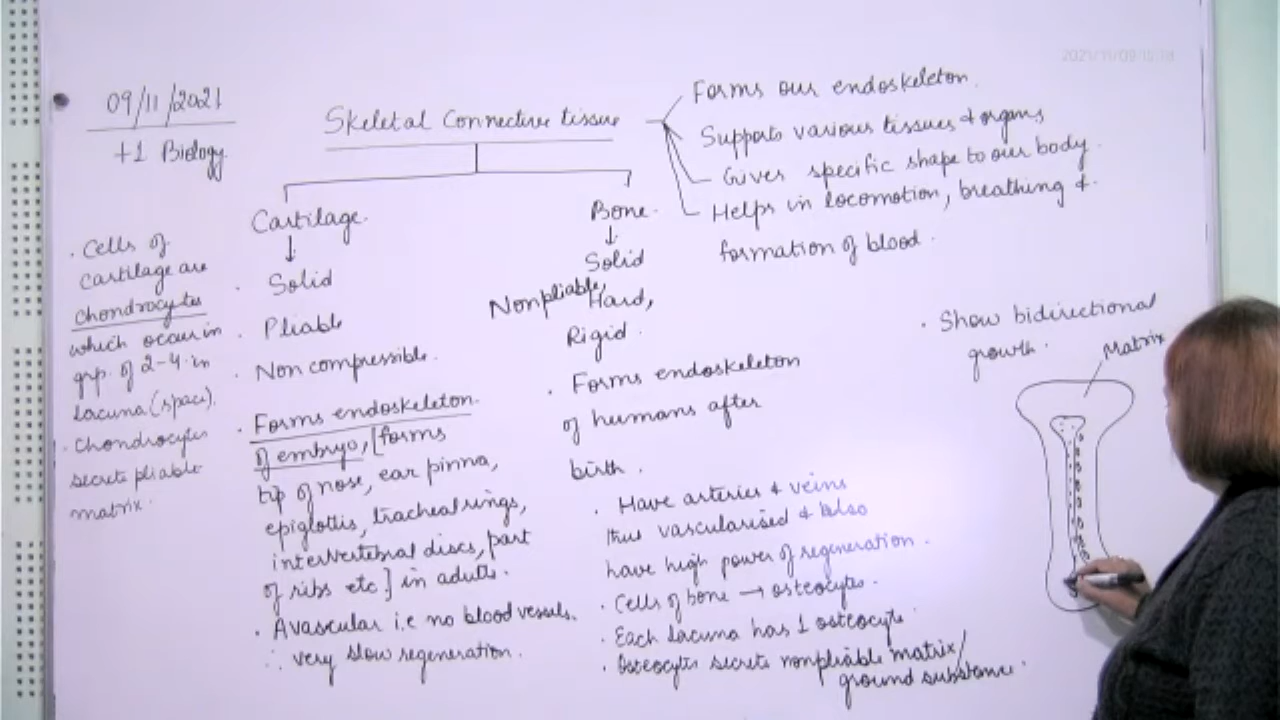 2021/11/09 15:18
09/11/2021
+1 Biology.
Skeletal Connective tissue
Forms our endoskeleton.
Supports various tissues & organs
Gives specific shape to our body.
Helps in locomotion, breathing &
formation of blood.
· Cells of
cartilage are
chondrocytes
which occur in
grp. of 2-4 in
lacuna (space).
· Chondrocytes
secrete pliable
matrix.
Cartilage.
· Solid
· Pliable
· Non compressible.
· Forms endoskeleton
of embryo, [forms
tip of nose, ear pinna,
epiglottis, tracheal rings,
intervertebral discs, part
of ribs etc.] in adults.
· Avascular i.e no blood vessels.
∴ very slow regeneration.
Bone.
Solid
Nonpliable, Hard,
Rigid.
· Forms endoskeleton
of humans after
birth.
· Have arteries & veins
thus vascularised & also
have high power of regeneration.
· Cells of bone → osteocytes.
· Each lacuna has 1 osteocyte.
· Osteocytes secrete nonpliable matrix/
ground substance.
· Show bidirectional
growth.
Matrix